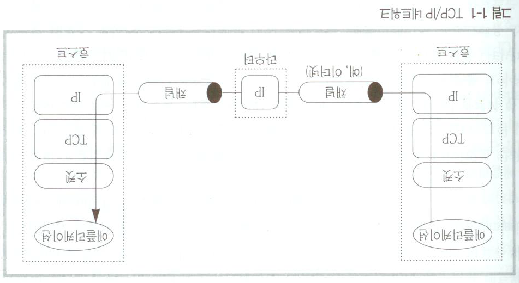 애플리케이션 애플리케이션
소켓 소켓
TCP TCP
IP 채널 IP 채널 IP
(예, 이더넷) 라우터
호스트 호스트
그림 1-1 TCP/IP 네트워크